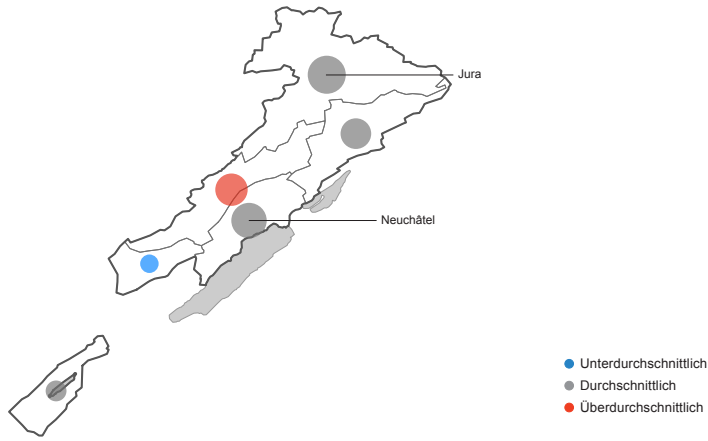 Jura
Neuchâtel
Unterdurchschnittlich
Durchschnittlich
Überdurchschnittlich